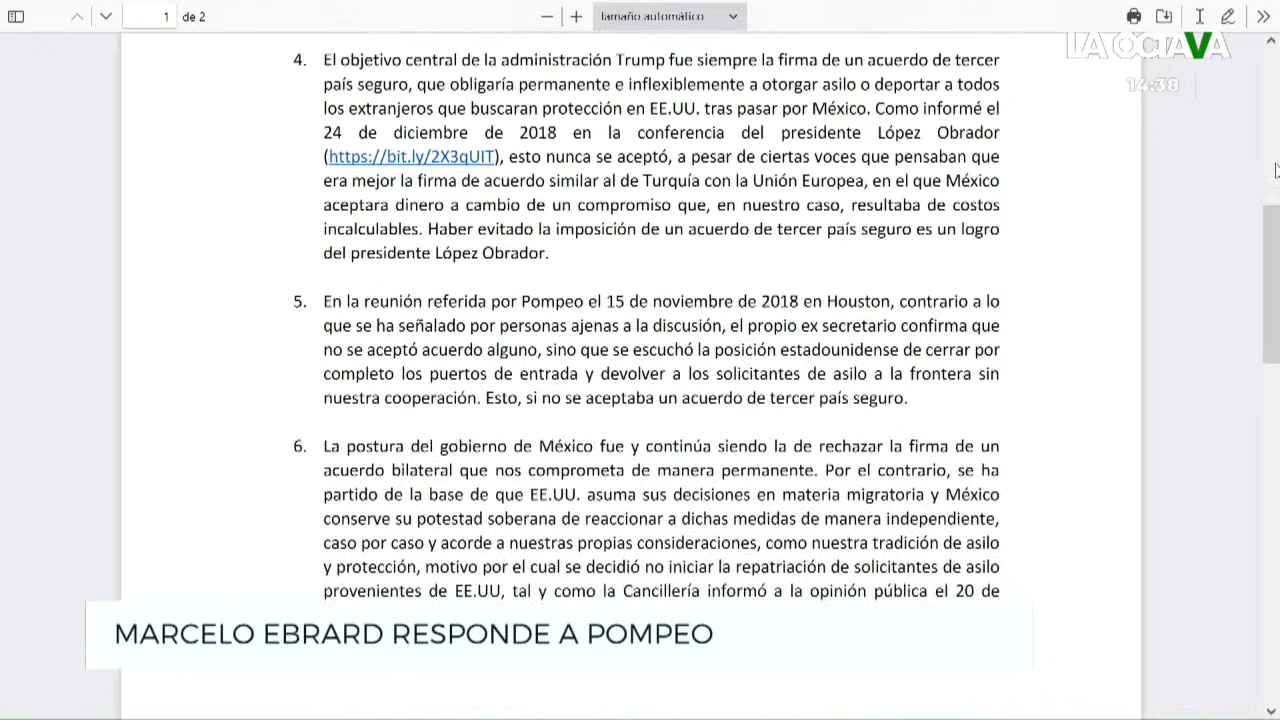 1 de 2
Tamaño automático
LA OCTAVA
14:38
4. El objetivo central de la administración Trump fue siempre la firma de un acuerdo de tercer
país seguro, que obligaría permanente e inflexiblemente a otorgar asilo o deportar a todos
los extranjeros que buscaran protección en EE.UU. tras pasar por México. Como informé el
24 de diciembre de 2018 en la conferencia del presidente López Obrador
(https://bit.ly/2X3qUIT), esto nunca se aceptó, a pesar de ciertas voces que pensaban que
era mejor la firma de acuerdo similar al de Turquía con la Unión Europea, en el que México
aceptara dinero a cambio de un compromiso que, en nuestro caso, resultaba de costos
incalculables. Haber evitado la imposición de un acuerdo de tercer país seguro es un logro
del presidente López Obrador.
5. En la reunión referida por Pompeo el 15 de noviembre de 2018 en Houston, contrario a lo
que se ha señalado por personas ajenas a la discusión, el propio ex secretario confirma que
no se aceptó acuerdo alguno, sino que se escuchó la posición estadounidense de cerrar por
completo los puertos de entrada y devolver a los solicitantes de asilo a la frontera sin
nuestra cooperación. Esto, si no se aceptaba un acuerdo de tercer país seguro.
6. La postura del gobierno de México fue y continúa siendo la de rechazar la firma de un
acuerdo bilateral que nos comprometa de manera permanente. Por el contrario, se ha
partido de la base de que EE.UU. asuma sus decisiones en materia migratoria y México
conserve su potestad soberana de reaccionar a dichas medidas de manera independiente,
caso por caso y acorde a nuestras propias consideraciones, como nuestra tradición de asilo
y protección, motivo por el cual se decidió no iniciar la repatriación de solicitantes de asilo
provenientes de EE.UU, tal y como la Cancillería informó a la opinión pública el 20 de
MARCELO EBRARD RESPONDE A POMPEO